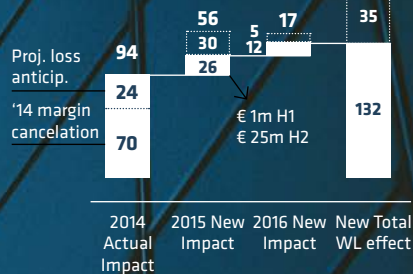 56
17
35
94
30
5
12
Proj. loss
anticip.
24
26
132
'14 margin
cancelation
70
€ 1m H1
€ 25m H2
2014
Actual
Impact
2015 New
Impact
2016 New
Impact
New Total
WL effect